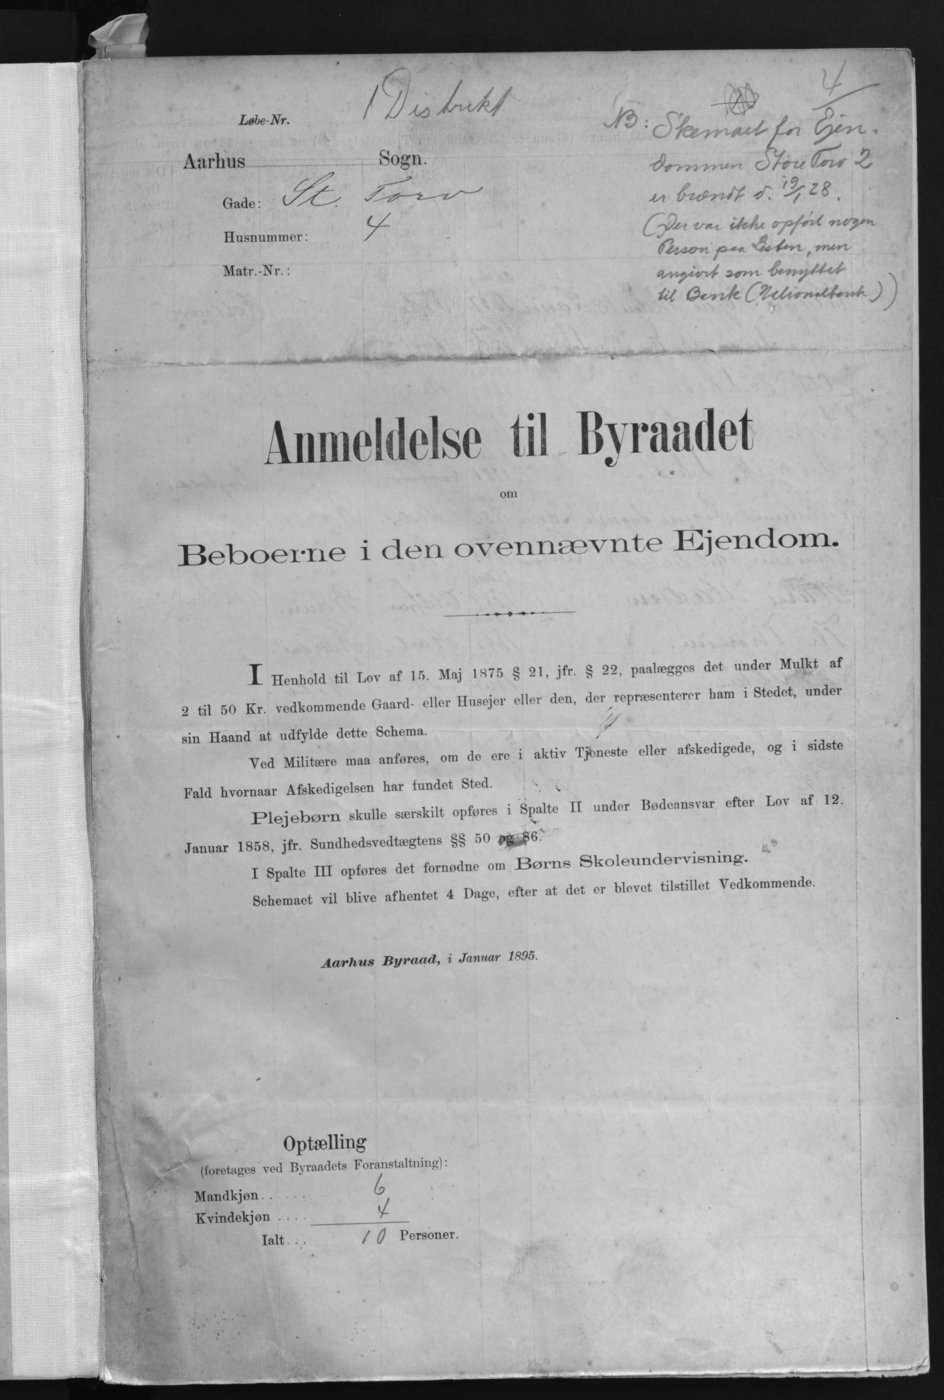 4
1 Distrikt
Løbe-Nr.
Aarhus Sogn.
Gade: St. Torv
Husnummer: 4
Matr.-Nr.:
NB: Skemaet for Ejen-
dommen Store Torv 2
er brændt d. 19/1 28.
(Der var ikke opført nogen
Person paa Listen, men
angivet som benyttet
til Bank (Nationalbank))
Anmeldelse til Byraadet
om
Beboerne i den ovennævnte Ejendom.
I Henhold til Lov af 15. Maj 1875 § 21, jfr. § 22, paalægges det under Mulkt af
2 til 50 Kr. vedkommende Gaard- eller Husejer eller den, der repræsenterer ham i Stedet, under
sin Haand at udfylde dette Schema.
Ved Militære maa anføres, om de ere i aktiv Tjeneste eller afskedigede, og i sidste
Fald hvornaar Afskedigelsen har fundet Sted.
Plejebørn skulle særskilt opføres i Spalte II under Bødeansvar efter Lov af 12.
Januar 1858, jfr. Sundhedsvedtægtens §§ 50 og 86.
I Spalte III opføres det fornødne om Børns Skoleundervisning.
Schemaet vil blive afhentet 4 Dage, efter at det er blevet tilstillet Vedkommende.
Aarhus Byraad, i Januar 1895.
Optælling
(foretages ved Byraadets Foranstaltning):
Mandkjøn . . . . . . 6
Kvindekjøn . . . . 4
Ialt . . . 10 Personer.